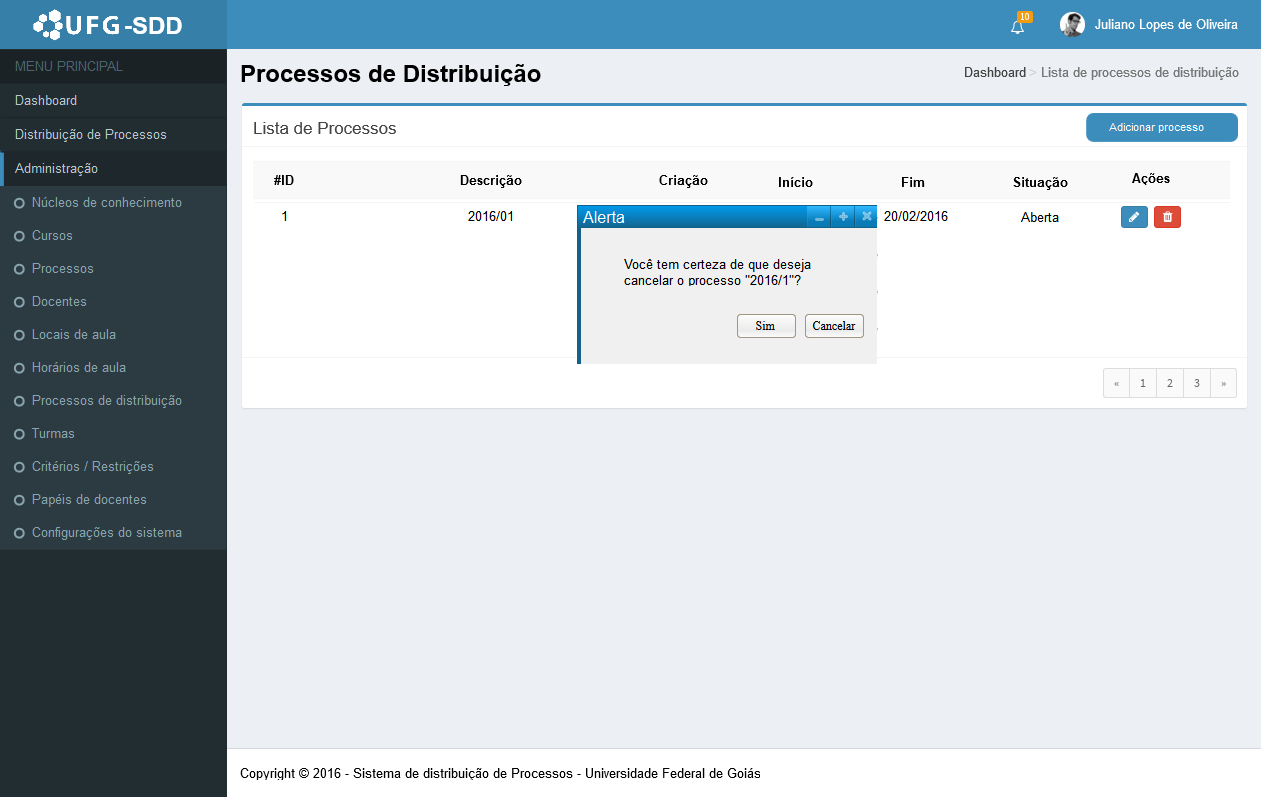 UFG-SDD
10
Juliano Lopes de Oliveira
MENU PRINCIPAL
Dashboard
Distribuição de Processos
Administração
Núcleos de conhecimento
Cursos
Processos
Docentes
Locais de aula
Horários de aula
Processos de distribuição
Turmas
Critérios / Restrições
Papéis de docentes
Configurações do sistema
Processos de Distribuição
Dashboard > Lista de processos de distribuição
Lista de Processos
Adicionar processo
#ID Descrição Criação Início Fim Situação Ações
1 2016/01 20/02/2016 Aberta
Alerta
Você tem certeza de que deseja
cancelar o processo "2016/1"?
Sim Cancelar
« 1 2 3 »
Copyright © 2016 - Sistema de distribuição de Processos - Universidade Federal de Goiás